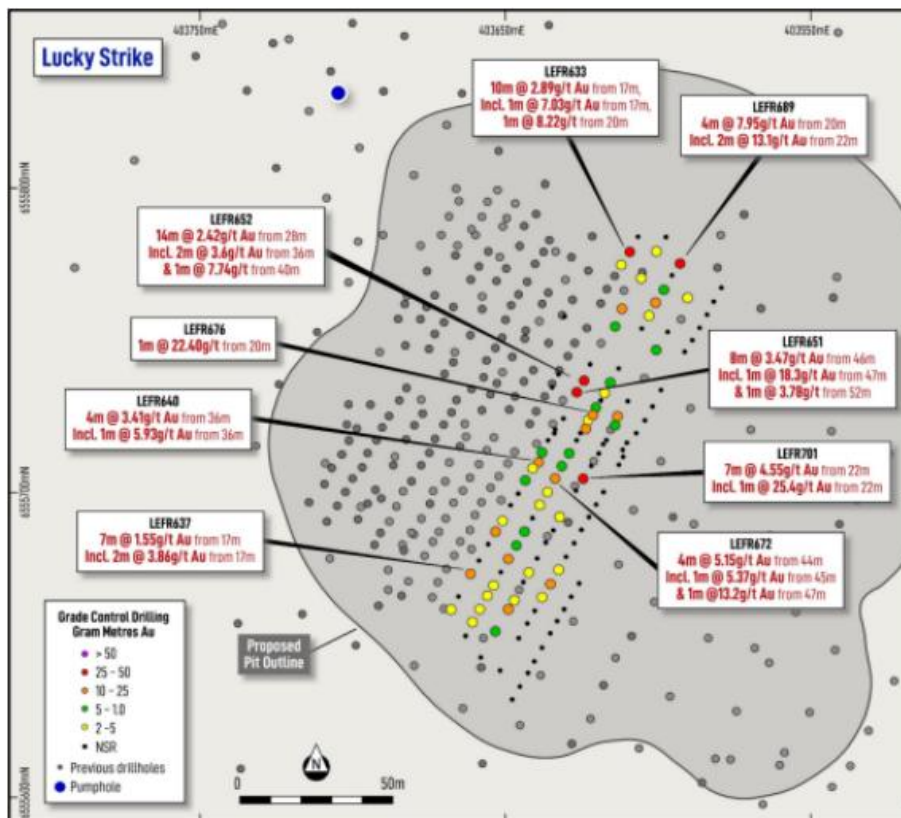 403750mE
403650mE
403550mE
Lucky Strike
LEFR633
10m @ 2.89g/t Au from 17m,
Incl. 1m @ 7.03g/t Au from 17m,
1m @ 8.22g/t from 20m
LEFR689
4m @ 7.95g/t Au from 20m
Incl. 2m @ 13.1g/t Au from 22m
6555800mN
LEFR652
14m @ 2.42g/t Au from 28m
Incl. 2m @ 3.6g/t Au from 36m
& 1m @ 7.74g/t from 40m
LEFR676
1m @ 22.40g/t from 20m
LEFR651
8m @ 3.47g/t Au from 46m
Incl. 1m @ 18.3g/t Au from 47m
& 1m @ 3.78g/t from 52m
LEFR640
4m @ 3.41g/t Au from 36m
Incl. 1m @ 5.93g/t Au from 36m
LEFR701
7m @ 4.55g/t Au from 22m
Incl. 1m @ 25.4g/t Au from 22m
6555700mN
LEFR637
7m @ 1.55g/t Au from 17m
Incl. 2m @ 3.86g/t Au from 17m
LEFR672
4m @ 5.15g/t Au from 44m
Incl. 1m @ 5.37g/t Au from 45m
& 1m @13.2g/t Au from 47m
Grade Control Drilling
Gram Metres Au
> 50
25 - 50
10 - 25
5 - 1.0
2 -5
NSR
Previous drillholes
Pumphole
Proposed
Pit Outline
N
0
50m
6555600mN